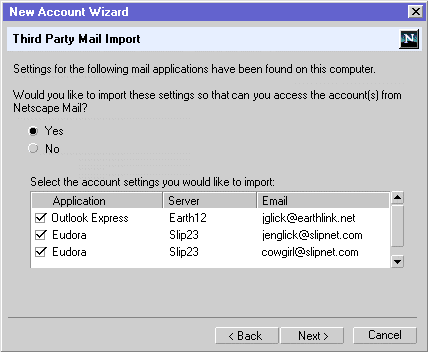 New Account Wizard
Third Party Mail Import
N
Settings for the following mail applications have been found on this computer.
Would you like to import these settings so that can you access the account(s) from
Netscape Mail?
Yes
No
Select the account settings you would like to import:
Application Server Email
Outlook Express Earth12 jglick@earthlink.net
Eudora Slip23 jenglick@slipnet.com
Eudora Slip23 cowgirl@slipnet.com
< Back Next > Cancel